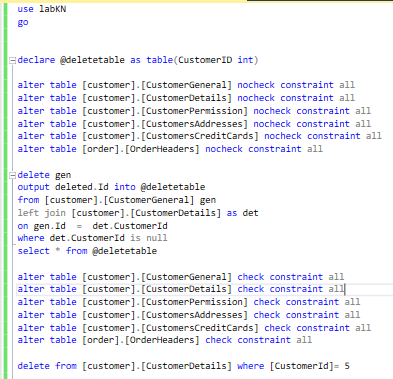 use labKN
go
declare @deletetable as table(CustomerID int)
alter table [customer].[CustomerGeneral] nocheck constraint all
alter table [customer].[CustomerDetails] nocheck constraint all
alter table [customer].[CustomerPermission] nocheck constraint all
alter table [customer].[CustomersAddresses] nocheck constraint all
alter table [customer].[CustomersCreditCards] nocheck constraint all
alter table [order].[OrderHeaders] nocheck constraint all
delete gen
output deleted.Id into @deletetable
from [customer].[CustomerGeneral] gen
left join [customer].[CustomerDetails] as det
on gen.Id  =  det.CustomerId
where det.CustomerId is null
select * from @deletetable
alter table [customer].[CustomerGeneral] check constraint all
alter table [customer].[CustomerDetails] check constraint all
alter table [customer].[CustomerPermission] check constraint all
alter table [customer].[CustomersAddresses] check constraint all
alter table [customer].[CustomersCreditCards] check constraint all
alter table [order].[OrderHeaders] check constraint all
delete from [customer].[CustomerDetails] where [CustomerId]= 5